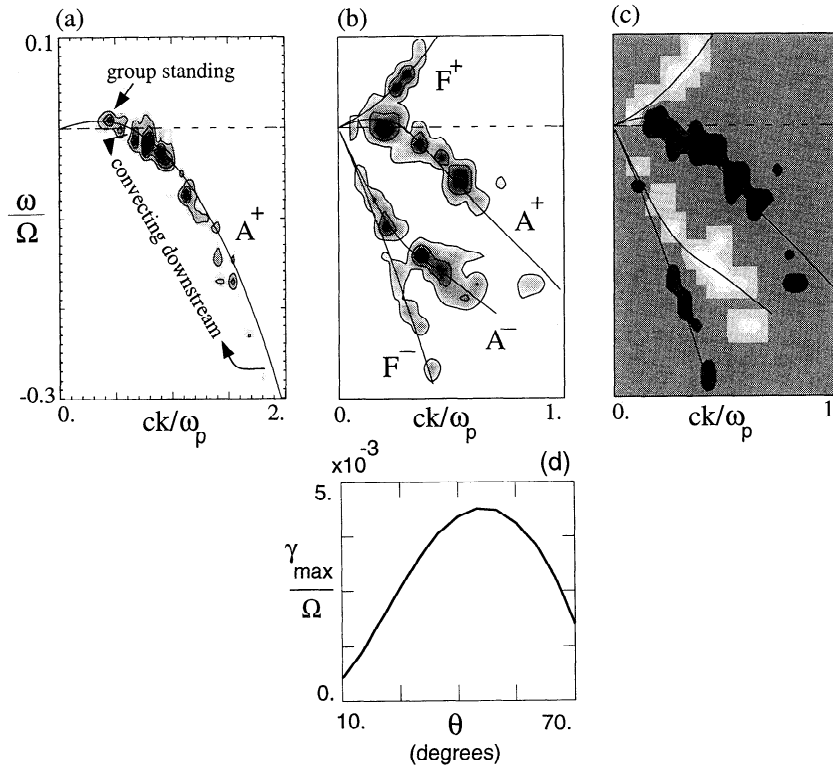 (a)
(b)
(c)
0.1
group standing
convecting downstream
A⁺
ω/Ω
-0.3
0.
2.
ck/ωₚ
F⁺
A⁺
A⁻
F⁻
0.
1.
ck/ωₚ
0.
1
ck/ωₚ
x10⁻³
(d)
5.
γmax/Ω
0.
10.
θ
70.
(degrees)